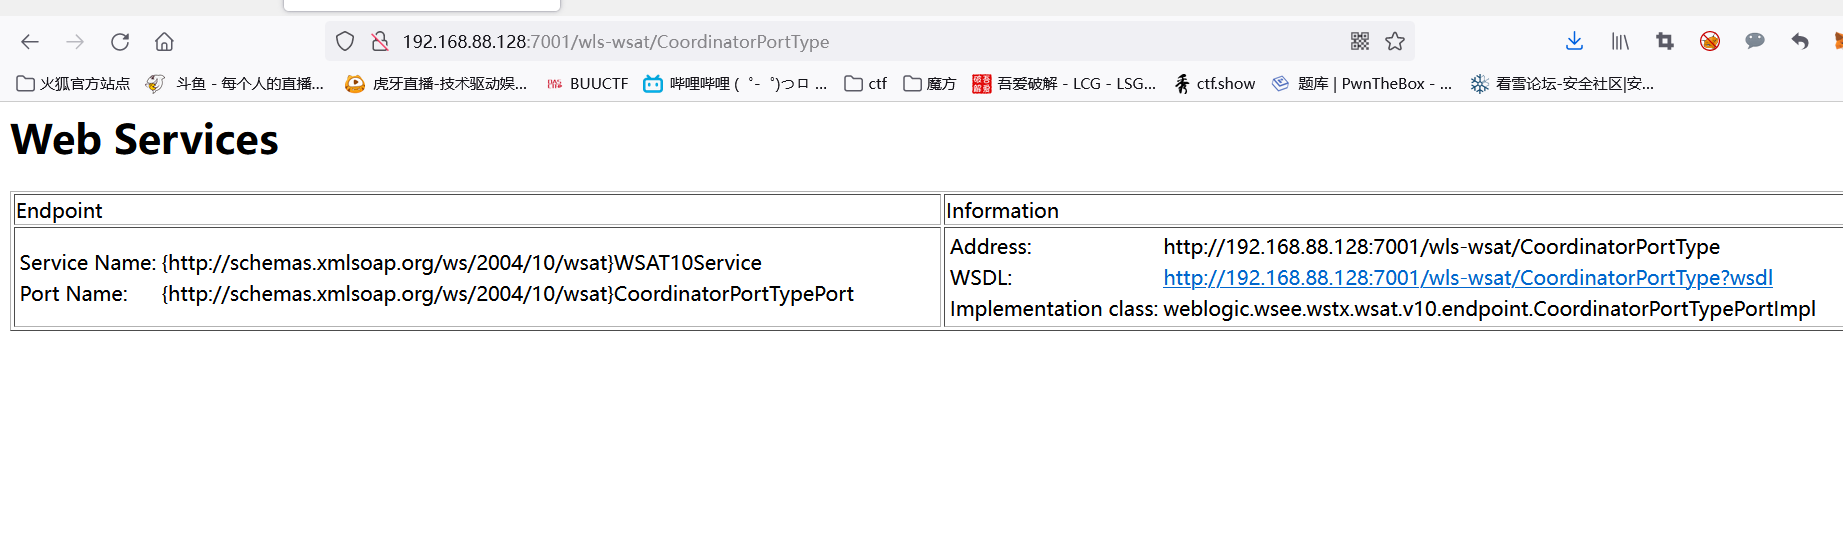 192.168.88.128:7001/wls-wsat/CoordinatorPortType
火狐官方站点 斗鱼 - 每个人的直播... 虎牙直播-技术驱动娱... BUUCTF 哔哩哔哩 ( ゜- ゜)つロ ... ctf 魔方 吾爱破解 - LCG - LSG... ctf.show 题库 | PwnTheBox - ... 看雪论坛-安全社区|安...
Web Services
Endpoint Information
Address: http://192.168.88.128:7001/wls-wsat/CoordinatorPortType
Service Name: {http://schemas.xmlsoap.org/ws/2004/10/wsat}WSAT10Service
WSDL: http://192.168.88.128:7001/wls-wsat/CoordinatorPortType?wsdl
Port Name: {http://schemas.xmlsoap.org/ws/2004/10/wsat}CoordinatorPortTypePort
Implementation class: weblogic.wsee.wstx.wsat.v10.endpoint.CoordinatorPortTypePortImpl